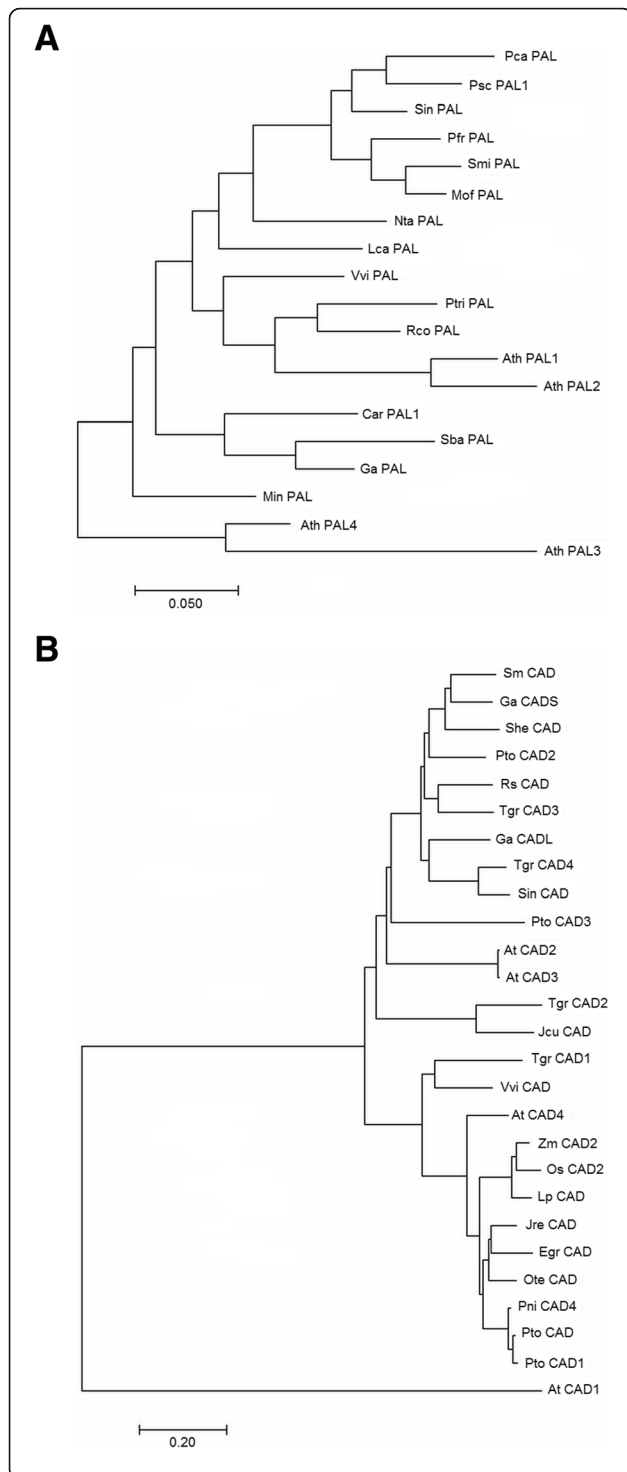 A
Pca PAL
Psc PAL1
Sin PAL
Pfr PAL
Smi PAL
Mof PAL
Nta PAL
Lca PAL
Vvi PAL
Ptri PAL
Rco PAL
Ath PAL1
Ath PAL2
Car PAL1
Sba PAL
Ga PAL
Min PAL
Ath PAL4
Ath PAL3
0.050
B
Sm CAD
Ga CADS
She CAD
Pto CAD2
Rs CAD
Tgr CAD3
Ga CADL
Tgr CAD4
Sin CAD
Pto CAD3
At CAD2
At CAD3
Tgr CAD2
Jcu CAD
Tgr CAD1
Vvi CAD
At CAD4
Zm CAD2
Os CAD2
Lp CAD
Jre CAD
Egr CAD
Ote CAD
Pni CAD4
Pto CAD
Pto CAD1
At CAD1
0.20